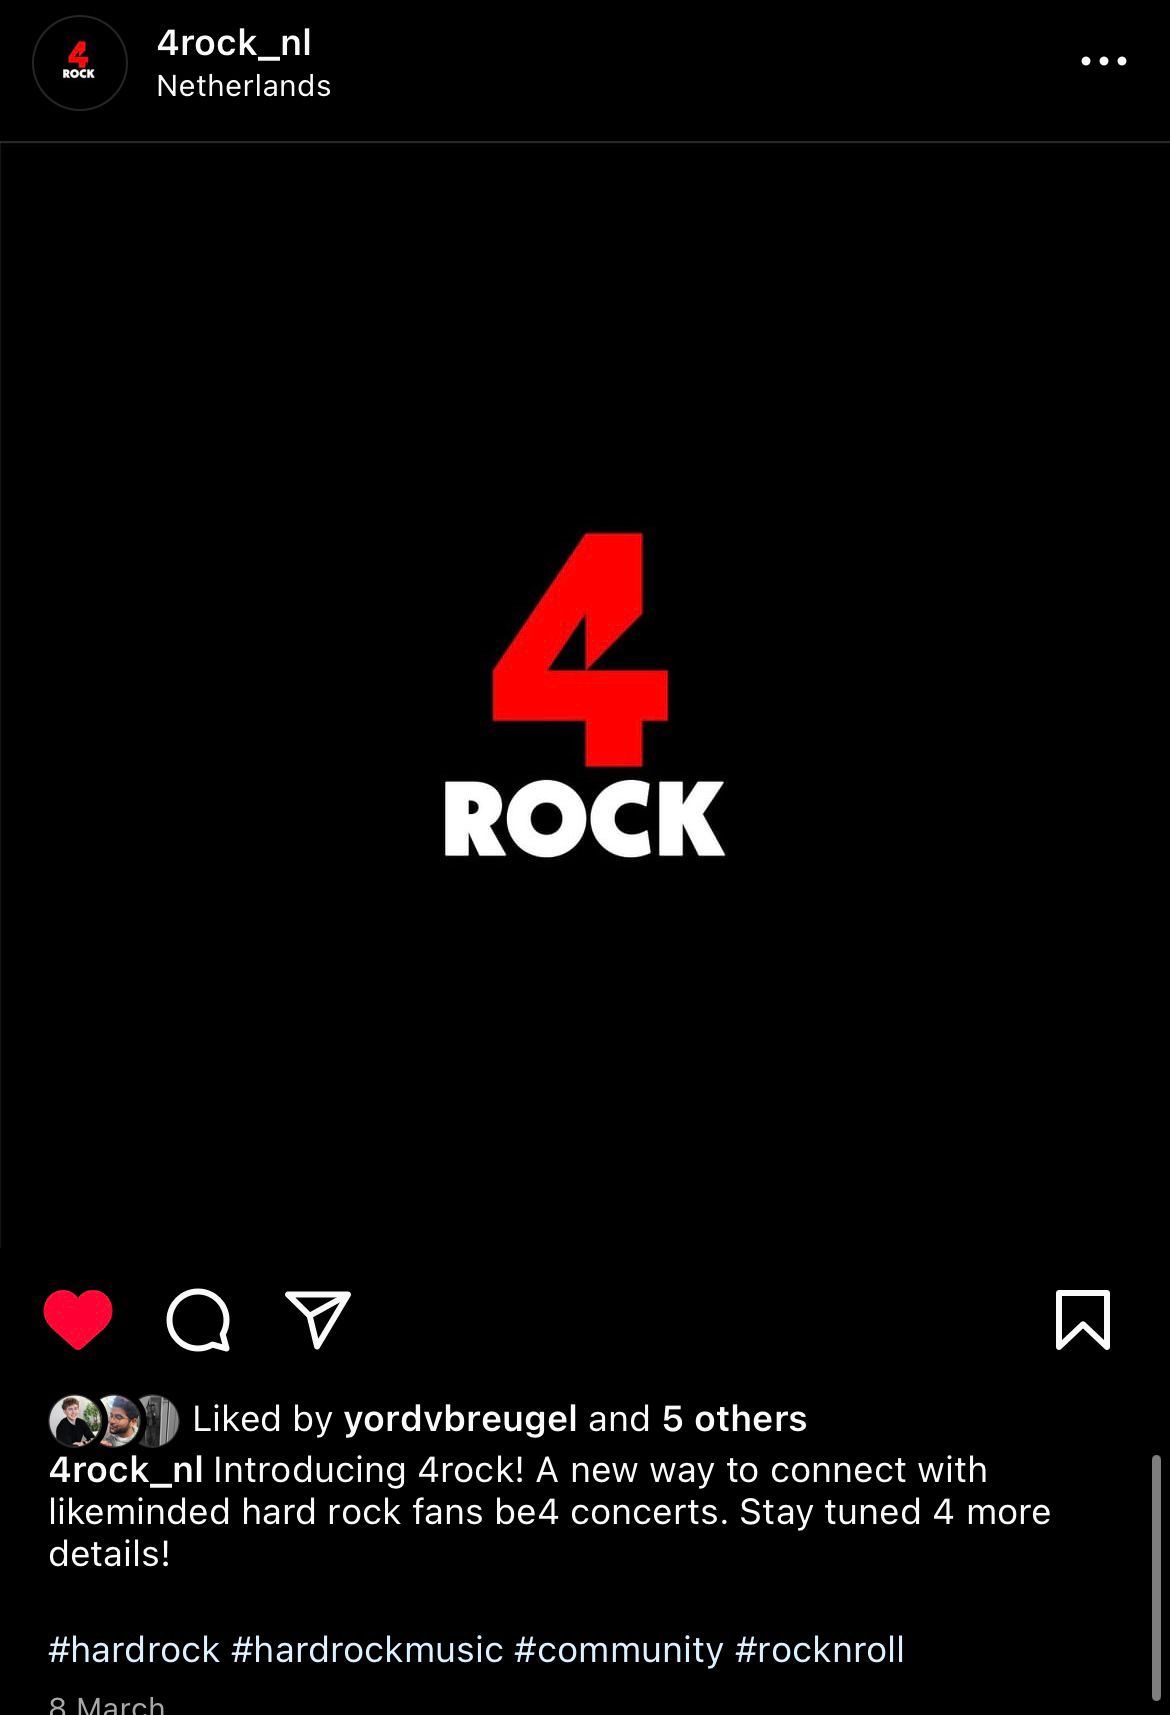 4
ROCK
4rock_nl
Netherlands
4
ROCK
Liked by yordvbreugel and 5 others
4rock_nl Introducing 4rock! A new way to connect with
likeminded hard rock fans be4 concerts. Stay tuned 4 more
details!
#hardrock #hardrockmusic #community #rocknroll
8 March